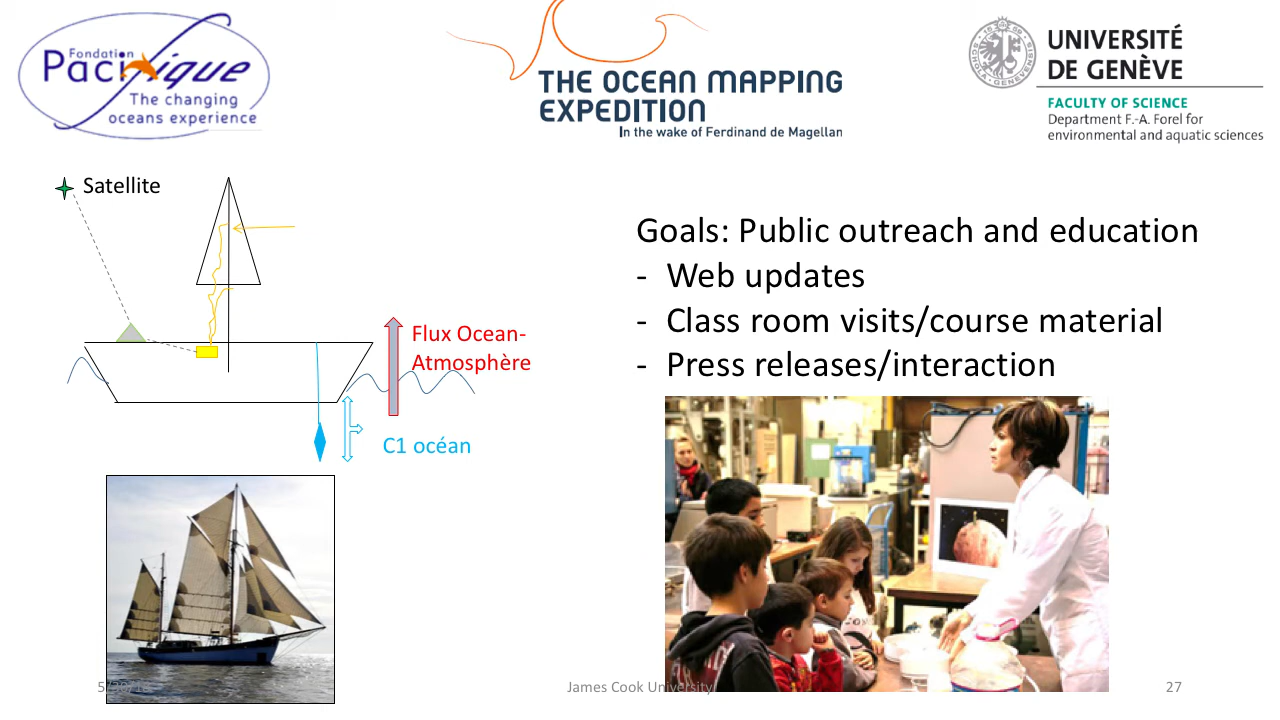 Fondation
Pacifique
The changing
oceans experience
THE OCEAN MAPPING
EXPEDITION
In the wake of Ferdinand de Magellan
UNIVERSITÉ
DE GENÈVE
FACULTY OF SCIENCE
Department F.-A. Forel for
environmental and aquatic sciences
Satellite
Flux Ocean-
Atmosphère
C1 océan
Goals: Public outreach and education
- Web updates
- Class room visits/course material
- Press releases/interaction
James Cook University
27